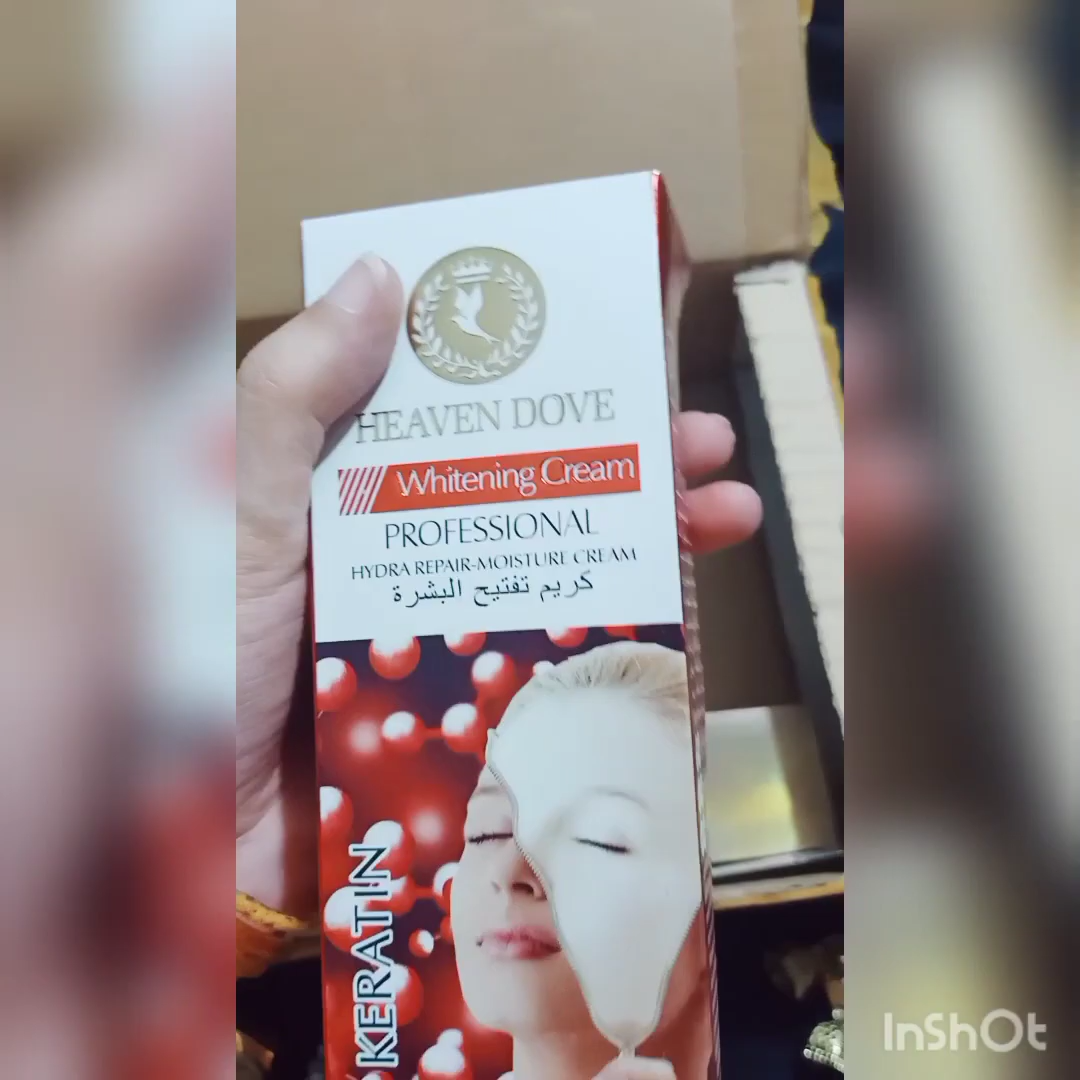 HEAVEN DOVE
Whitening Cream
PROFESSIONAL
HYDRA REPAIR-MOISTURE CREAM
كريم تفتيح البشرة
KERATIN
InShOt